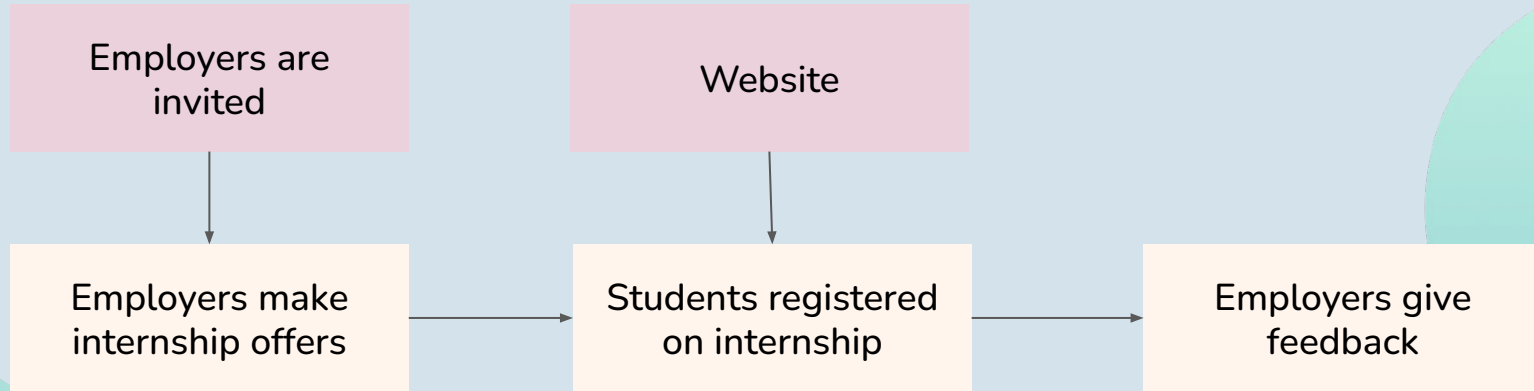 Employers are
invited
Website
Employers make
internship offers
Students registered
on internship
Employers give
feedback